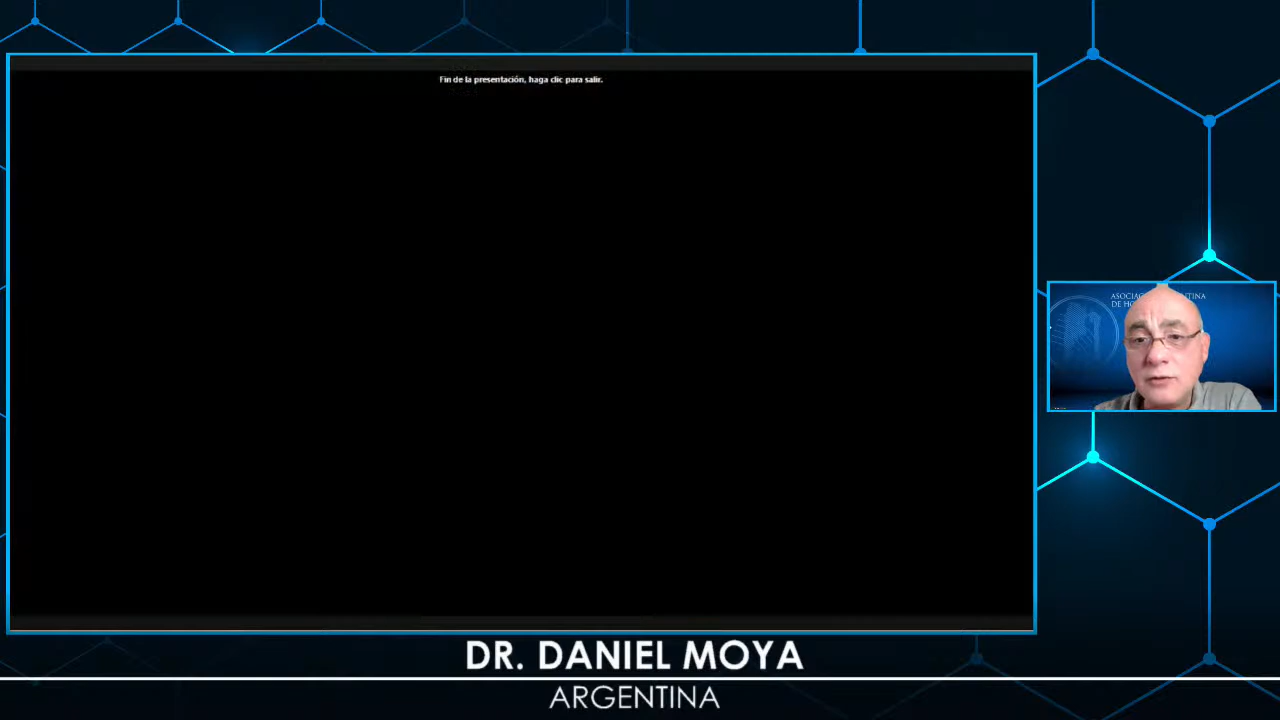 Fin de la presentación, haga clic para salir.
DR. DANIEL MOYA
ARGENTINA